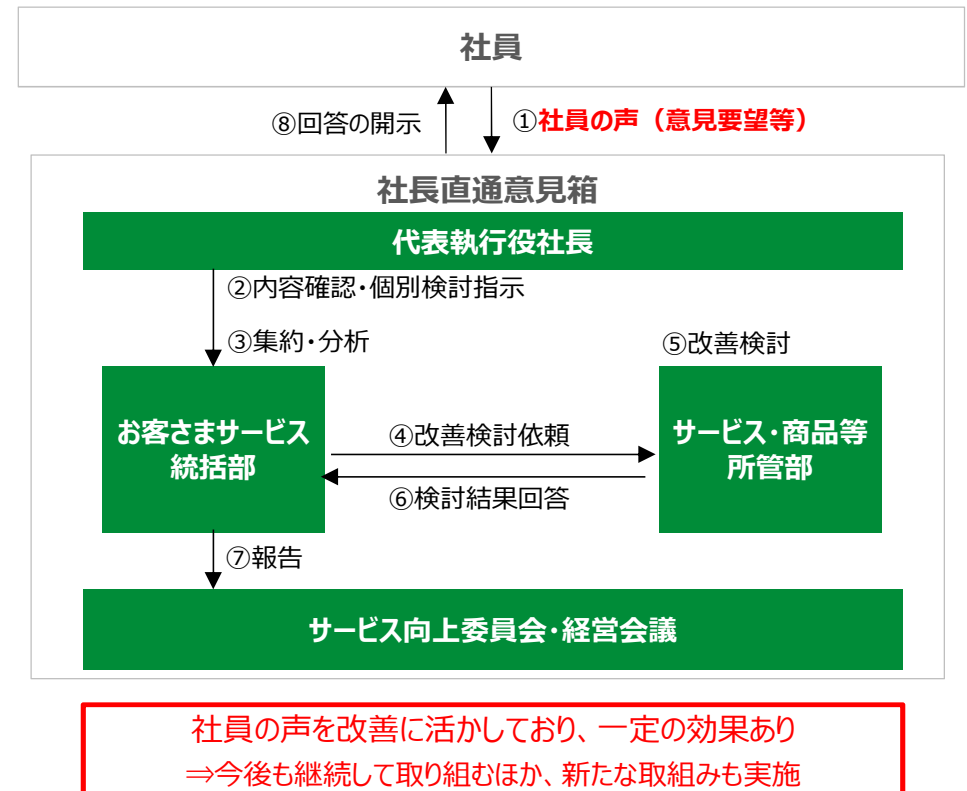 社員
⑧回答の開示
①社員の声（意見要望等）
社長直通意見箱
代表執行役社長
②内容確認・個別検討指示
③集約・分析
⑤改善検討
お客さまサービス
統括部
④改善検討依頼
⑥検討結果回答
サービス・商品等
所管部
⑦報告
サービス向上委員会・経営会議
社員の声を改善に活かしており、一定の効果あり
⇒今後も継続して取り組むほか、新たな取組みも実施